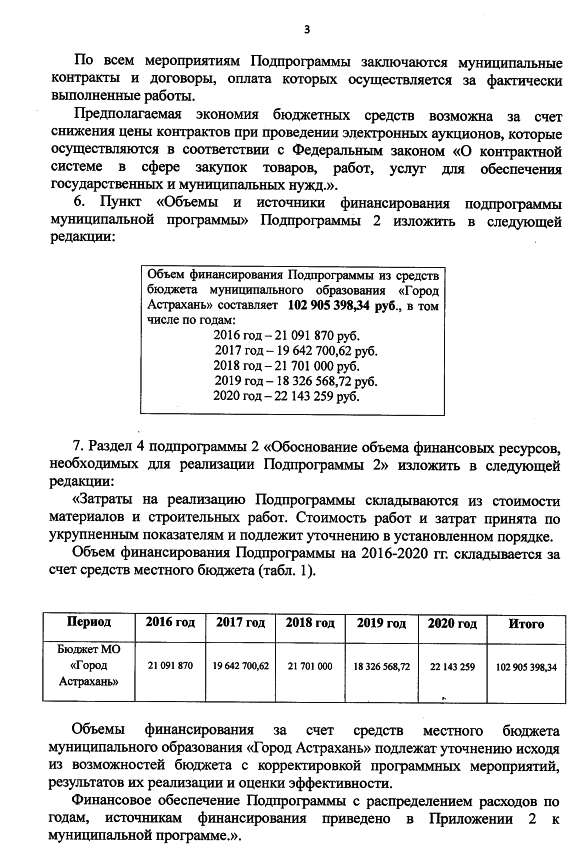 3
По всем мероприятиям Подпрограммы заключаются муниципальные
контракты и договоры, оплата которых осуществляется за фактически
выполненные работы.
Предполагаемая экономия бюджетных средств возможна за счет
снижения цены контрактов при проведении электронных аукционов, которые
осуществляются в соответствии с Федеральным законом «О контрактной
системе в сфере закупок товаров, работ, услуг для обеспечения
государственных и муниципальных нужд.».
6. Пункт «Объемы и источники финансирования подпрограммы
муниципальной программы» Подпрограммы 2 изложить в следующей
редакции:
Объем финансирования Подпрограммы из средств
бюджета муниципального образования «Город
Астрахань» составляет 102 905 398,34 руб., в том
числе по годам:
2016 год – 21 091 870 руб.
2017 год – 19 642 700,62 руб.
2018 год – 21 701 000 руб.
2019 год – 18 326 568,72 руб.
2020 год – 22 143 259 руб.
7. Раздел 4 подпрограммы 2 «Обоснование объема финансовых ресурсов,
необходимых для реализации Подпрограммы 2» изложить в следующей
редакции:
«Затраты на реализацию Подпрограммы складываются из стоимости
материалов и строительных работ. Стоимость работ и затрат принята по
укрупненным показателям и подлежит уточнению в установленном порядке.
Объем финансирования Подпрограммы на 2016-2020 гг. складывается за
счет средств местного бюджета (табл. 1).
Период 2016 год 2017 год 2018 год 2019 год 2020 год Итого
Бюджет МО
«Город 21 091 870 19 642 700,62 21 701 000 18 326 568,72 22 143 259 102 905 398,34
Астрахань»
Объемы финансирования за счет средств местного бюджета
муниципального образования «Город Астрахань» подлежат уточнению исходя
из возможностей бюджета с корректировкой программных мероприятий,
результатов их реализации и оценки эффективности.
Финансовое обеспечение Подпрограммы с распределением расходов по
годам, источникам финансирования приведено в Приложении 2 к
муниципальной программе.».